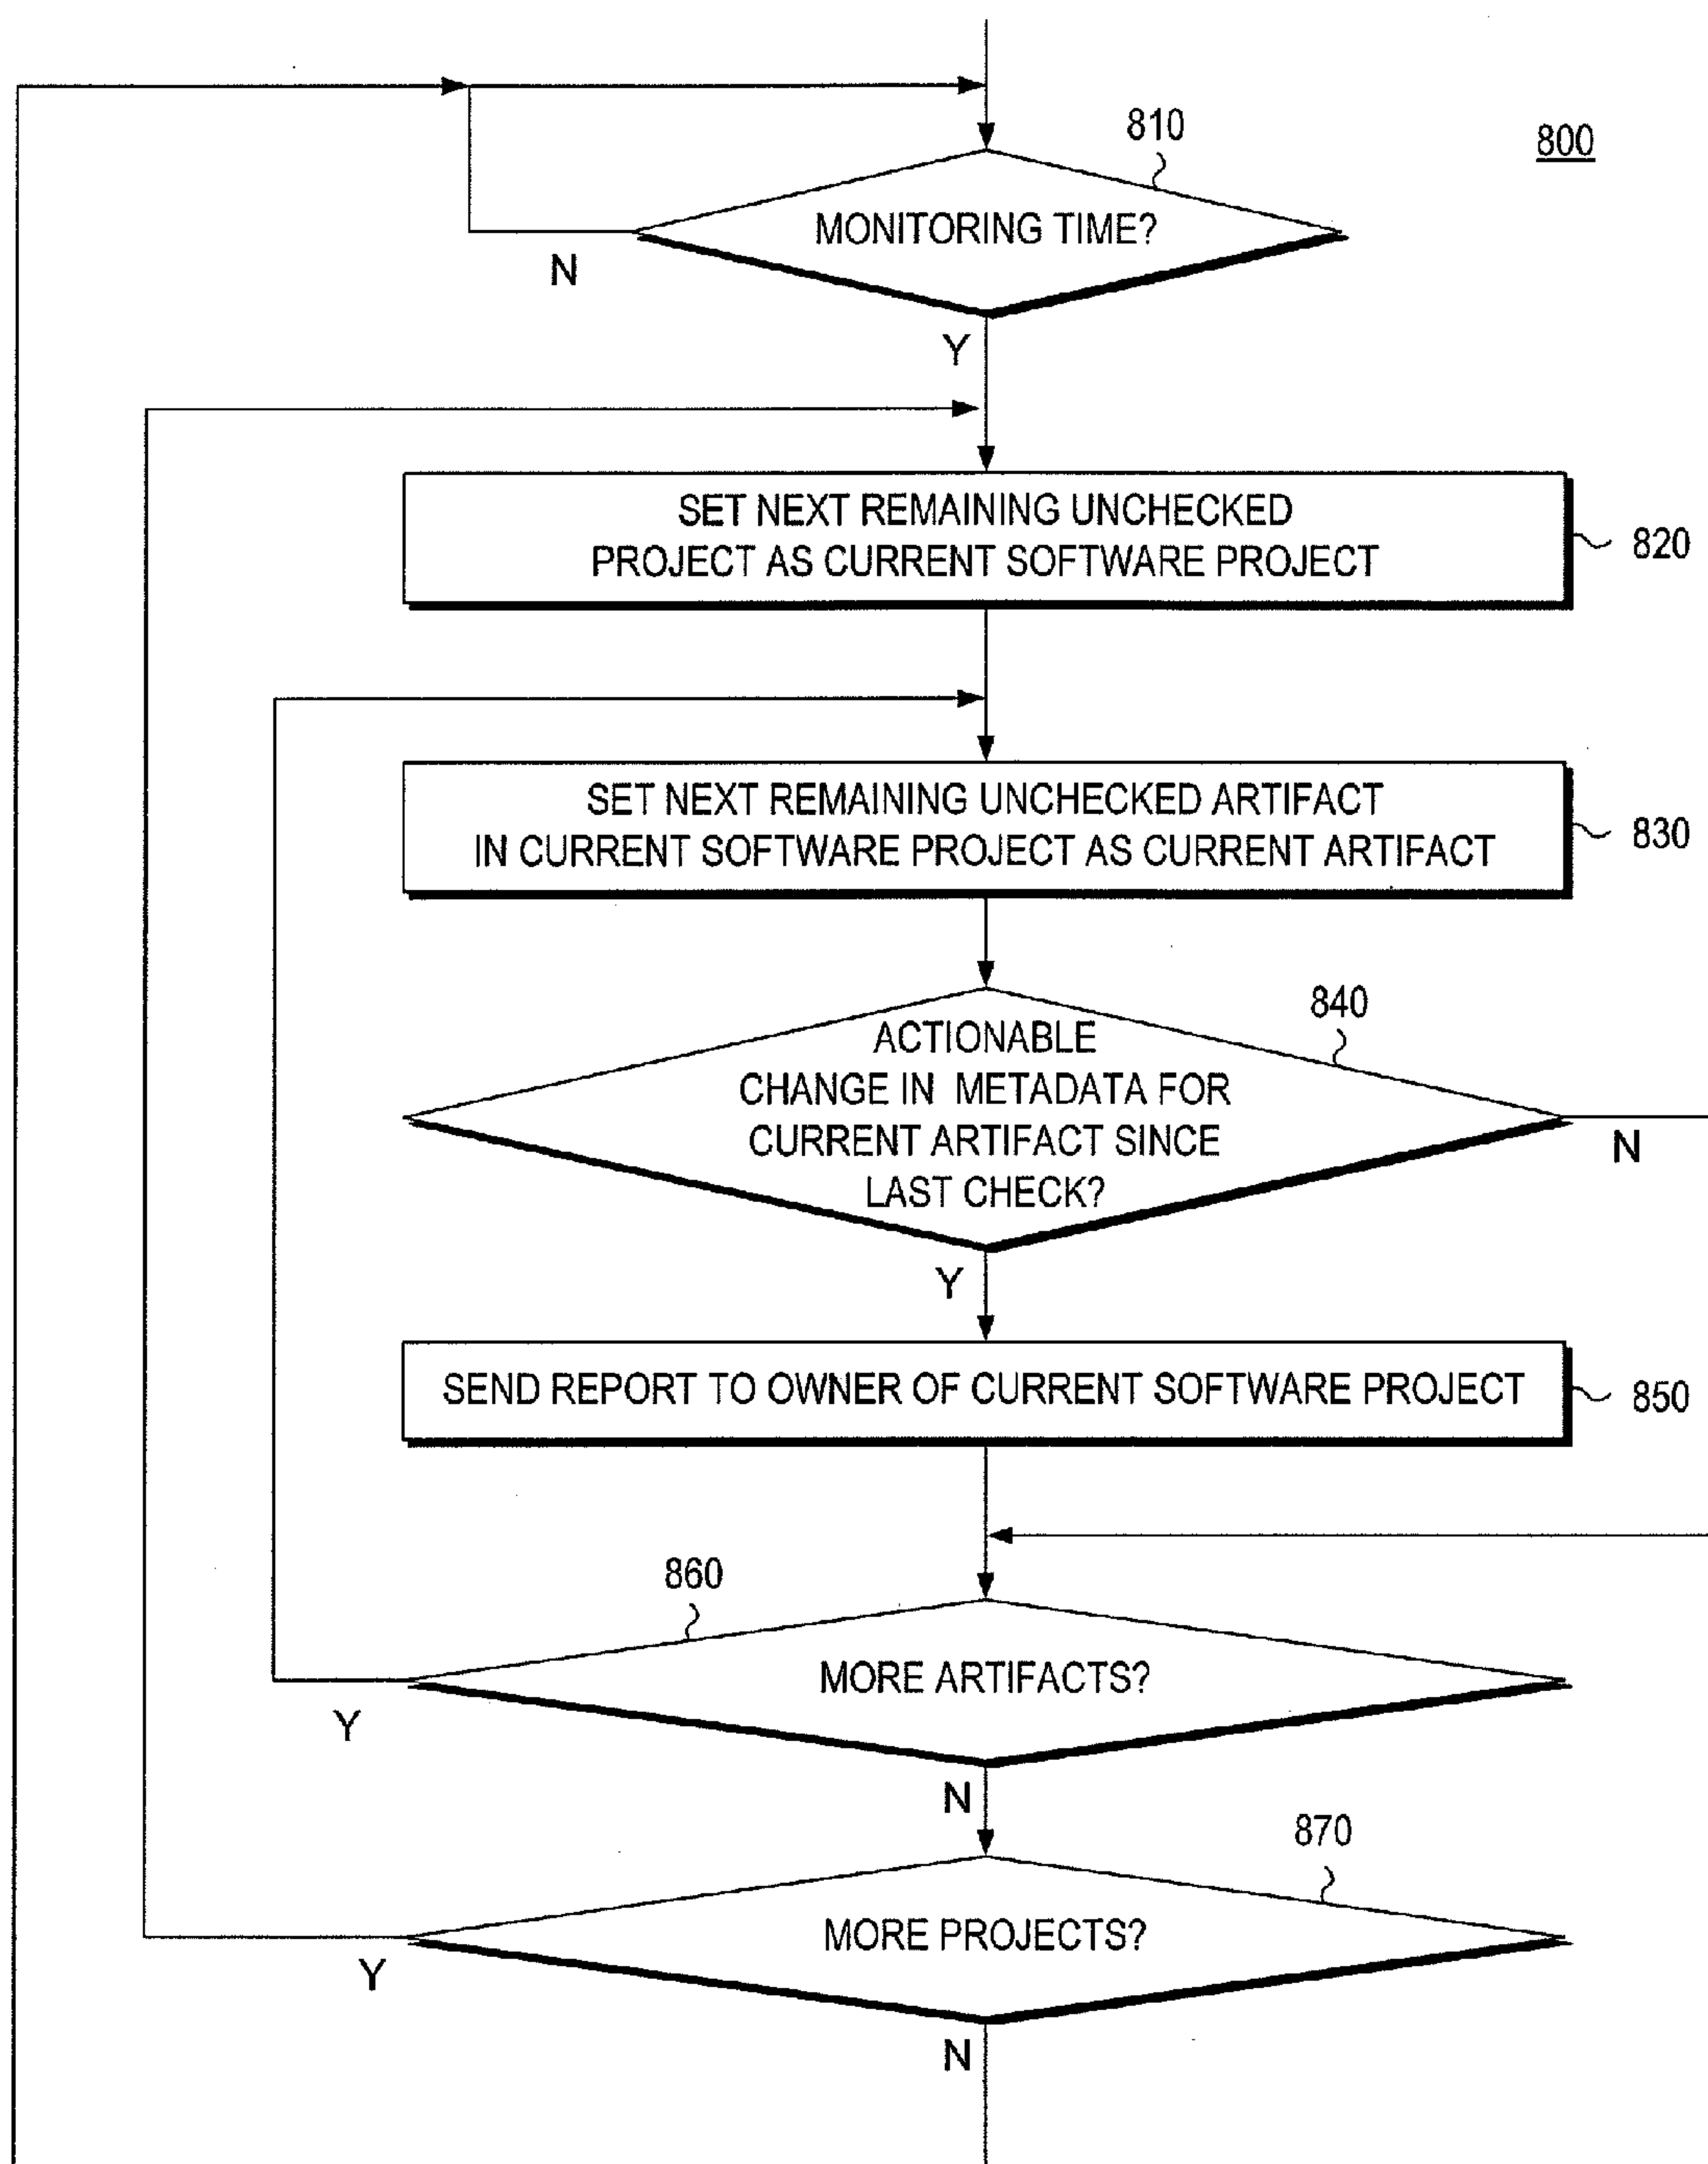 810
800
MONITORING TIME?
N
Y
SET NEXT REMAINING UNCHECKED
PROJECT AS CURRENT SOFTWARE PROJECT
820
SET NEXT REMAINING UNCHECKED ARTIFACT
IN CURRENT SOFTWARE PROJECT AS CURRENT ARTIFACT
830
840
ACTIONABLE
CHANGE IN METADATA FOR
CURRENT ARTIFACT SINCE
LAST CHECK?
N
Y
SEND REPORT TO OWNER OF CURRENT SOFTWARE PROJECT
850
860
MORE ARTIFACTS?
Y
N
870
MORE PROJECTS?
Y
N